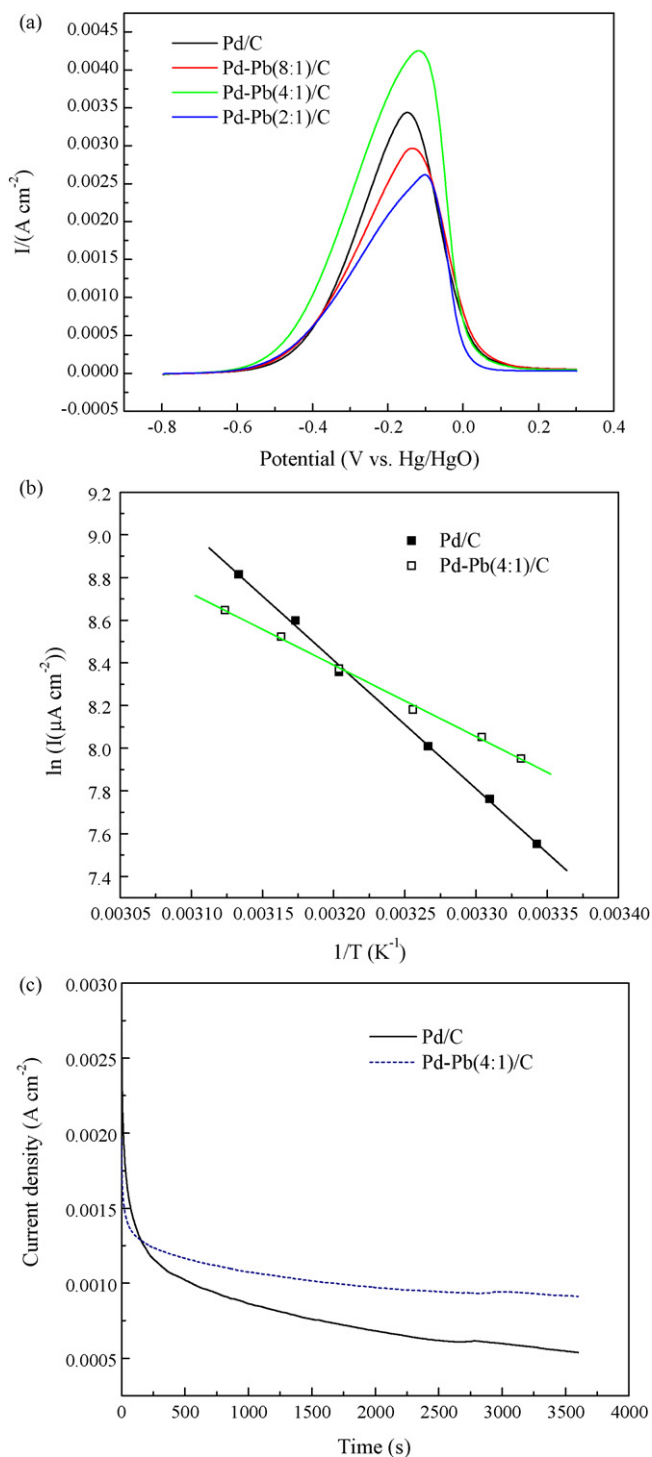 (a)
Pd/C
Pd-Pb(8:1)/C
Pd-Pb(4:1)/C
Pd-Pb(2:1)/C
0.0045
0.0040
0.0035
0.0030
0.0025
0.0020
0.0015
0.0010
0.0005
0.0000
-0.0005
I/(A cm⁻²)
-0.8 -0.6 -0.4 -0.2 0.0 0.2 0.4
Potential (V vs. Hg/HgO)
(b)
Pd/C
Pd-Pb(4:1)/C
9.2
9.0
8.8
8.6
8.4
8.2
8.0
7.8
7.6
7.4
ln (I(μA cm⁻²))
0.00305 0.00310 0.00315 0.00320 0.00325 0.00330 0.00335 0.00340
1/T (K⁻¹)
(c)
Pd/C
Pd-Pb(4:1)/C
0.0030
0.0025
0.0020
0.0015
0.0010
0.0005
Current density (A cm⁻²)
0 500 1000 1500 2000 2500 3000 3500 4000
Time (s)